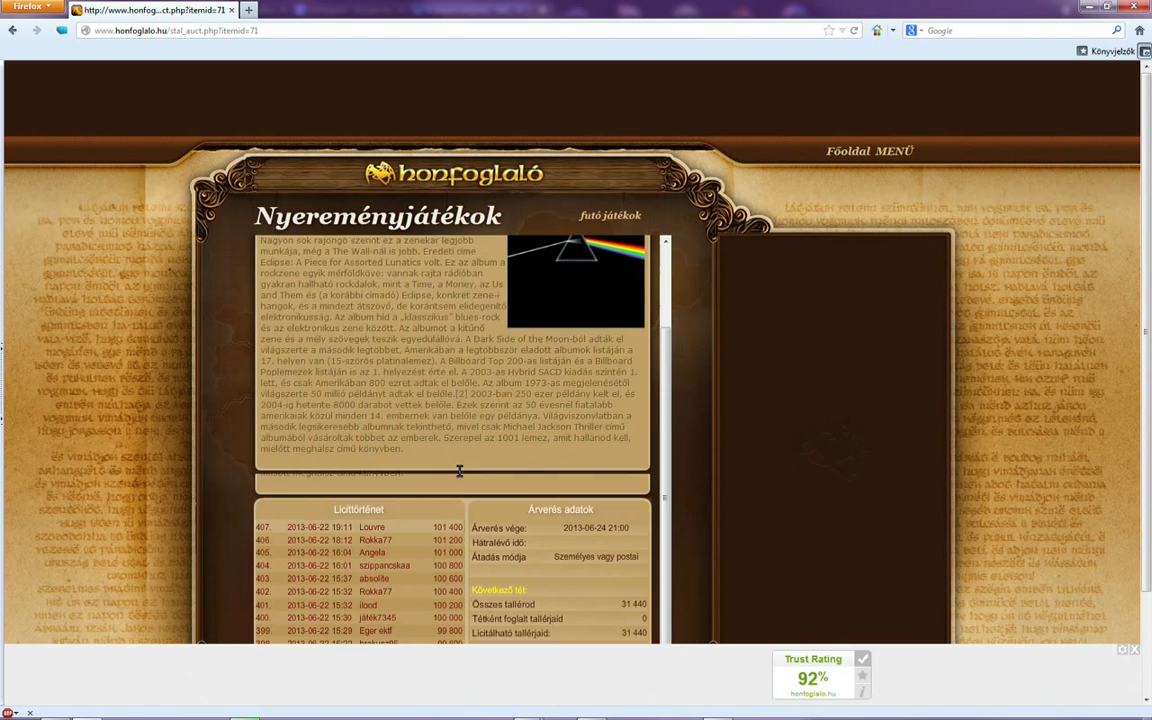 Firefox
http://www.honfog...ct.php?itemid=71
www.honfoglalo.hu/stal_auct.php?itemid=71
Google
Könyvjelzők
Főoldal MENÜ
honfoglaló
Nyereményjátékok
futó játékok
Nagyon sok rajongó szerint ez a zenekar legjobb
munkája, még a The Wall-nál is jobb. Eredeti címe
Eclipse: A Piece for Assorted Lunatics volt. Ez az album a
rockzene egyik mérföldköve: vannak rajta rádióban
gyakran hallható rockdalok, mint a Time, a Money, az Us
and Them és (a korábbi címadó) Eclipse, konkrét zene-i
hangok, és a mindezt átszövő, de korántsem elidegenítő
elektronikusság. Az album híd a „klasszikus” blues-rock
és az elektronikus zene között. Az albumot a kitűnő
zene és a mély szövegek teszik egyedülállóvá. A Dark Side of the Moon-ból adták el
világszerte a második legtöbbet, Amerikában a legtöbbször eladott albumok listáján a
17. helyen van (15-szörös platinalemez). A Billboard Top 200-as listáján és a Billboard
Poplemezek listáján is az 1. helyezést érte el. A 2003-as Hybrid SACD kiadás szintén 1.
lett, és csak Amerikában 800 ezret adtak el belőle. Az album 1973-as megjelenésétől
világszerte 50 millió példányt adtak el belőle.[2] 2003-ban 250 ezer példány kelt el, és
2004-ig hetente 8000 darabot vettek belőle. Ezek szerint az 50 évesnél fiatalabb
amerikaiak közül minden 14. embernek van belőle egy példánya. Világviszonylatban a
második legsikeresebb albumnak tekinthető, mivel csak Michael Jackson Thriller című
albumából vásároltak többet az emberek. Szerepel az 1001 lemez, amit hallanod kell,
mielőtt meghalsz című könyvben.
Licittörténet
407. 2013-06-22 19:11 Louvre 101 400
406. 2013-06-22 18:12 Rokka77 101 200
405. 2013-06-22 16:04 Angela 101 000
404. 2013-06-22 16:01 szippancskaa 100 800
403. 2013-06-22 15:37 absolite 100 600
402. 2013-06-22 15:32 Rokka77 100 400
401. 2013-06-22 15:32 ilood 100 200
400. 2013-06-22 15:30 játék7345 100 000
399. 2013-06-22 15:29 Eger ektf 99 800
Árverés adatok
Árverés vége: 2013-06-24 21:00
Hátralévő idő:
Átadás módja Személyes vagy postai
Következő tét:
Összes tallérod 31 440
Tétként foglalt tallérjaid 0
Licitálható tallérjaid: 31 440
Trust Rating
92%
honfoglalo.hu